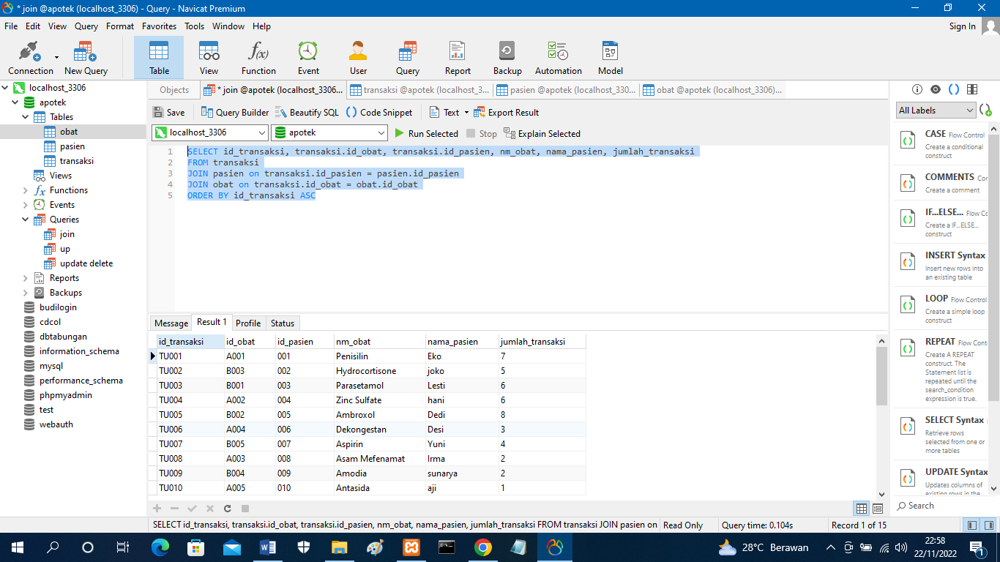 * join @apotek (localhost_3306) - Query - Navicat Premium
File Edit View Query Format Favorites Tools Window Help
Sign In
Connection New Query Table View Function Event User Query Report Backup Automation Model
localhost_3306
apotek
Tables
obat
pasien
transaksi
Views
Functions
Events
Queries
join
up
update delete
Reports
Backups
budilogin
cdcol
dbtabungan
information_schema
mysql
performance_schema
phpmyadmin
test
webauth
Objects * join @apotek (localhost_3306... transaksi @apotek (localhost_3... pasien @apotek (localhost_330... obat @apotek (localhost_3306)...
Save Query Builder Beautify SQL Code Snippet Text Export Result
localhost_3306 apotek Run Selected Stop Explain Selected
1 SELECT id_transaksi, transaksi.id_obat, transaksi.id_pasien, nm_obat, nama_pasien, jumlah_transaksi
2 FROM transaksi
3 JOIN pasien on transaksi.id_pasien = pasien.id_pasien
4 JOIN obat on transaksi.id_obat = obat.id_obat
5 ORDER BY id_transaksi ASC
Message Result 1 Profile Status
id_transaksi id_obat id_pasien nm_obat nama_pasien jumlah_transaksi
TU001 A001 001 Penisilin Eko 7
TU002 B003 002 Hydrocortisone joko 5
TU003 B001 003 Parasetamol Lesti 6
TU004 A002 004 Zinc Sulfate hani 6
TU005 B002 005 Ambroxol Dedi 8
TU006 A004 006 Dekongestan Desi 3
TU007 B005 007 Aspirin Yuni 4
TU008 A003 008 Asam Mefenamat Irma 2
TU009 B004 009 Amodia sunarya 2
TU010 A005 010 Antasida aji 1
All Labels
CASE Flow Control
Create a conditional
construct
COMMENTS Cor
Create a comment
IF...ELSE... Flow Cc
Create a IF...ELSE...
construct
INSERT Syntax
Insert new rows into
an existing table
LOOP Flow Control
Create a simple loop
construct
REPEAT Flow Cont
Create A REPEAT
construct. The
Statement list is
repeated until the
search_condition
expression is true.
SELECT Syntax
Retrieve rows
selected from one or
more tables
UPDATE Syntax
Updates columns of
existing rows in the
Search
SELECT id_transaksi, transaksi.id_obat, transaksi.id_pasien, nm_obat, nama_pasien, jumlah_transaksi FROM transaksi JOIN pasien on Read Only Query time: 0.104s Record 1 of 15
28°C Berawan
22:58
22/11/2022
1